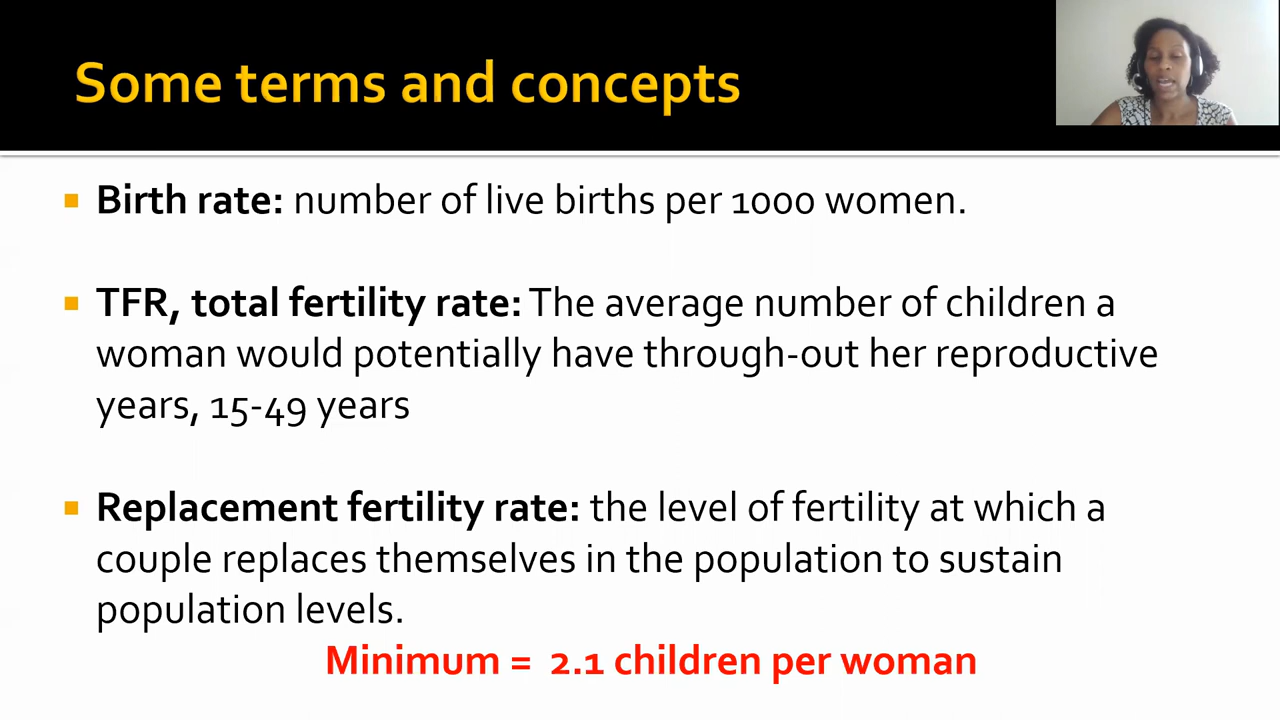 Some terms and concepts
Birth rate: number of live births per 1000 women.
TFR, total fertility rate: The average number of children a
woman would potentially have through-out her reproductive
years, 15-49 years
Replacement fertility rate: the level of fertility at which a
couple replaces themselves in the population to sustain
population levels.
Minimum = 2.1 children per woman